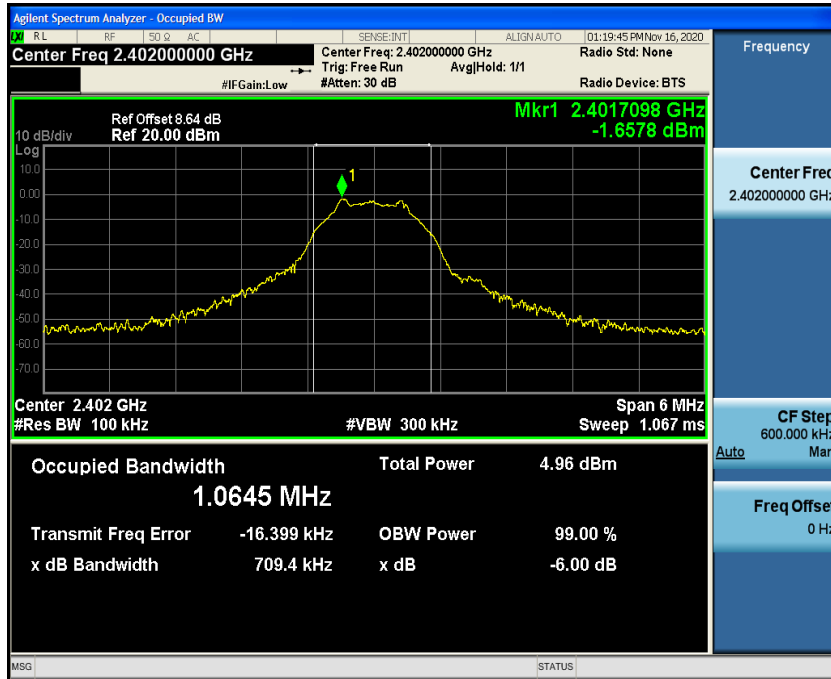 Agilent Spectrum Analyzer - Occupied BW
LXI RL RF 50 Ω AC SENSE:INT ALIGN AUTO 01:19:45 PM Nov 16, 2020
Center Freq 2.402000000 GHz
Center Freq: 2.402000000 GHz
Radio Std: None
Trig: Free Run Avg|Hold: 1/1
#IFGain:Low
#Atten: 30 dB
Radio Device: BTS
Ref Offset 8.64 dB
Mkr1 2.4017098 GHz
10 dB/div Ref 20.00 dBm
-1.6578 dBm
Log
10.0
0.00
-10.0
-20.0
-30.0
-40.0
-50.0
-60.0
-70.0
1
Center 2.402 GHz
Span 6 MHz
#Res BW 100 kHz
#VBW 300 kHz
Sweep 1.067 ms
Occupied Bandwidth
Total Power 4.96 dBm
1.0645 MHz
Transmit Freq Error -16.399 kHz
OBW Power 99.00 %
x dB Bandwidth 709.4 kHz
x dB -6.00 dB
MSG
STATUS
Frequency
Center Freq
2.402000000 GHz
CF Step
600.000 kHz
Auto Man
Freq Offset
0 Hz